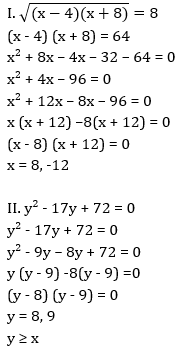 I. √(x − 4)(x + 8) = 8
(x - 4) (x + 8) = 64
x² + 8x - 4x - 32 - 64 = 0
x² + 4x - 96 = 0
x² + 12x - 8x - 96 = 0
x (x + 12) –8(x + 12) = 0
(x - 8) (x + 12) = 0
x = 8, -12
II. y² - 17y + 72 = 0
y² - 17y + 72 = 0
y² - 9y - 8y + 72 = 0
y (y - 9) -8(y - 9) =0
(y - 8) (y - 9) = 0
y = 8, 9
y ≥ x